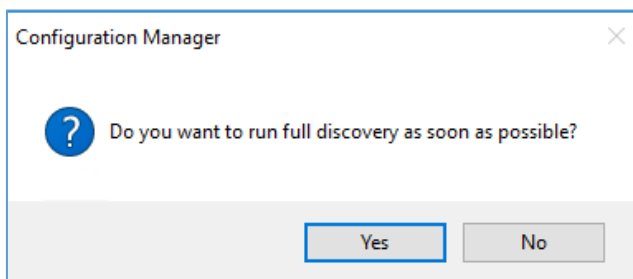 Configuration Manager
Do you want to run full discovery as soon as possible?
Yes
No